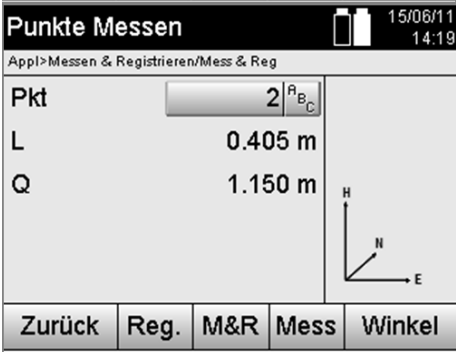 Punkte Messen
15/06/11
14:19
Appl>Messen & Registrieren/Mess & Reg
Pkt 2 ABC
L 0.405 m
Q 1.150 m
H
N
E
Zurück Reg. M&R Mess Winkel